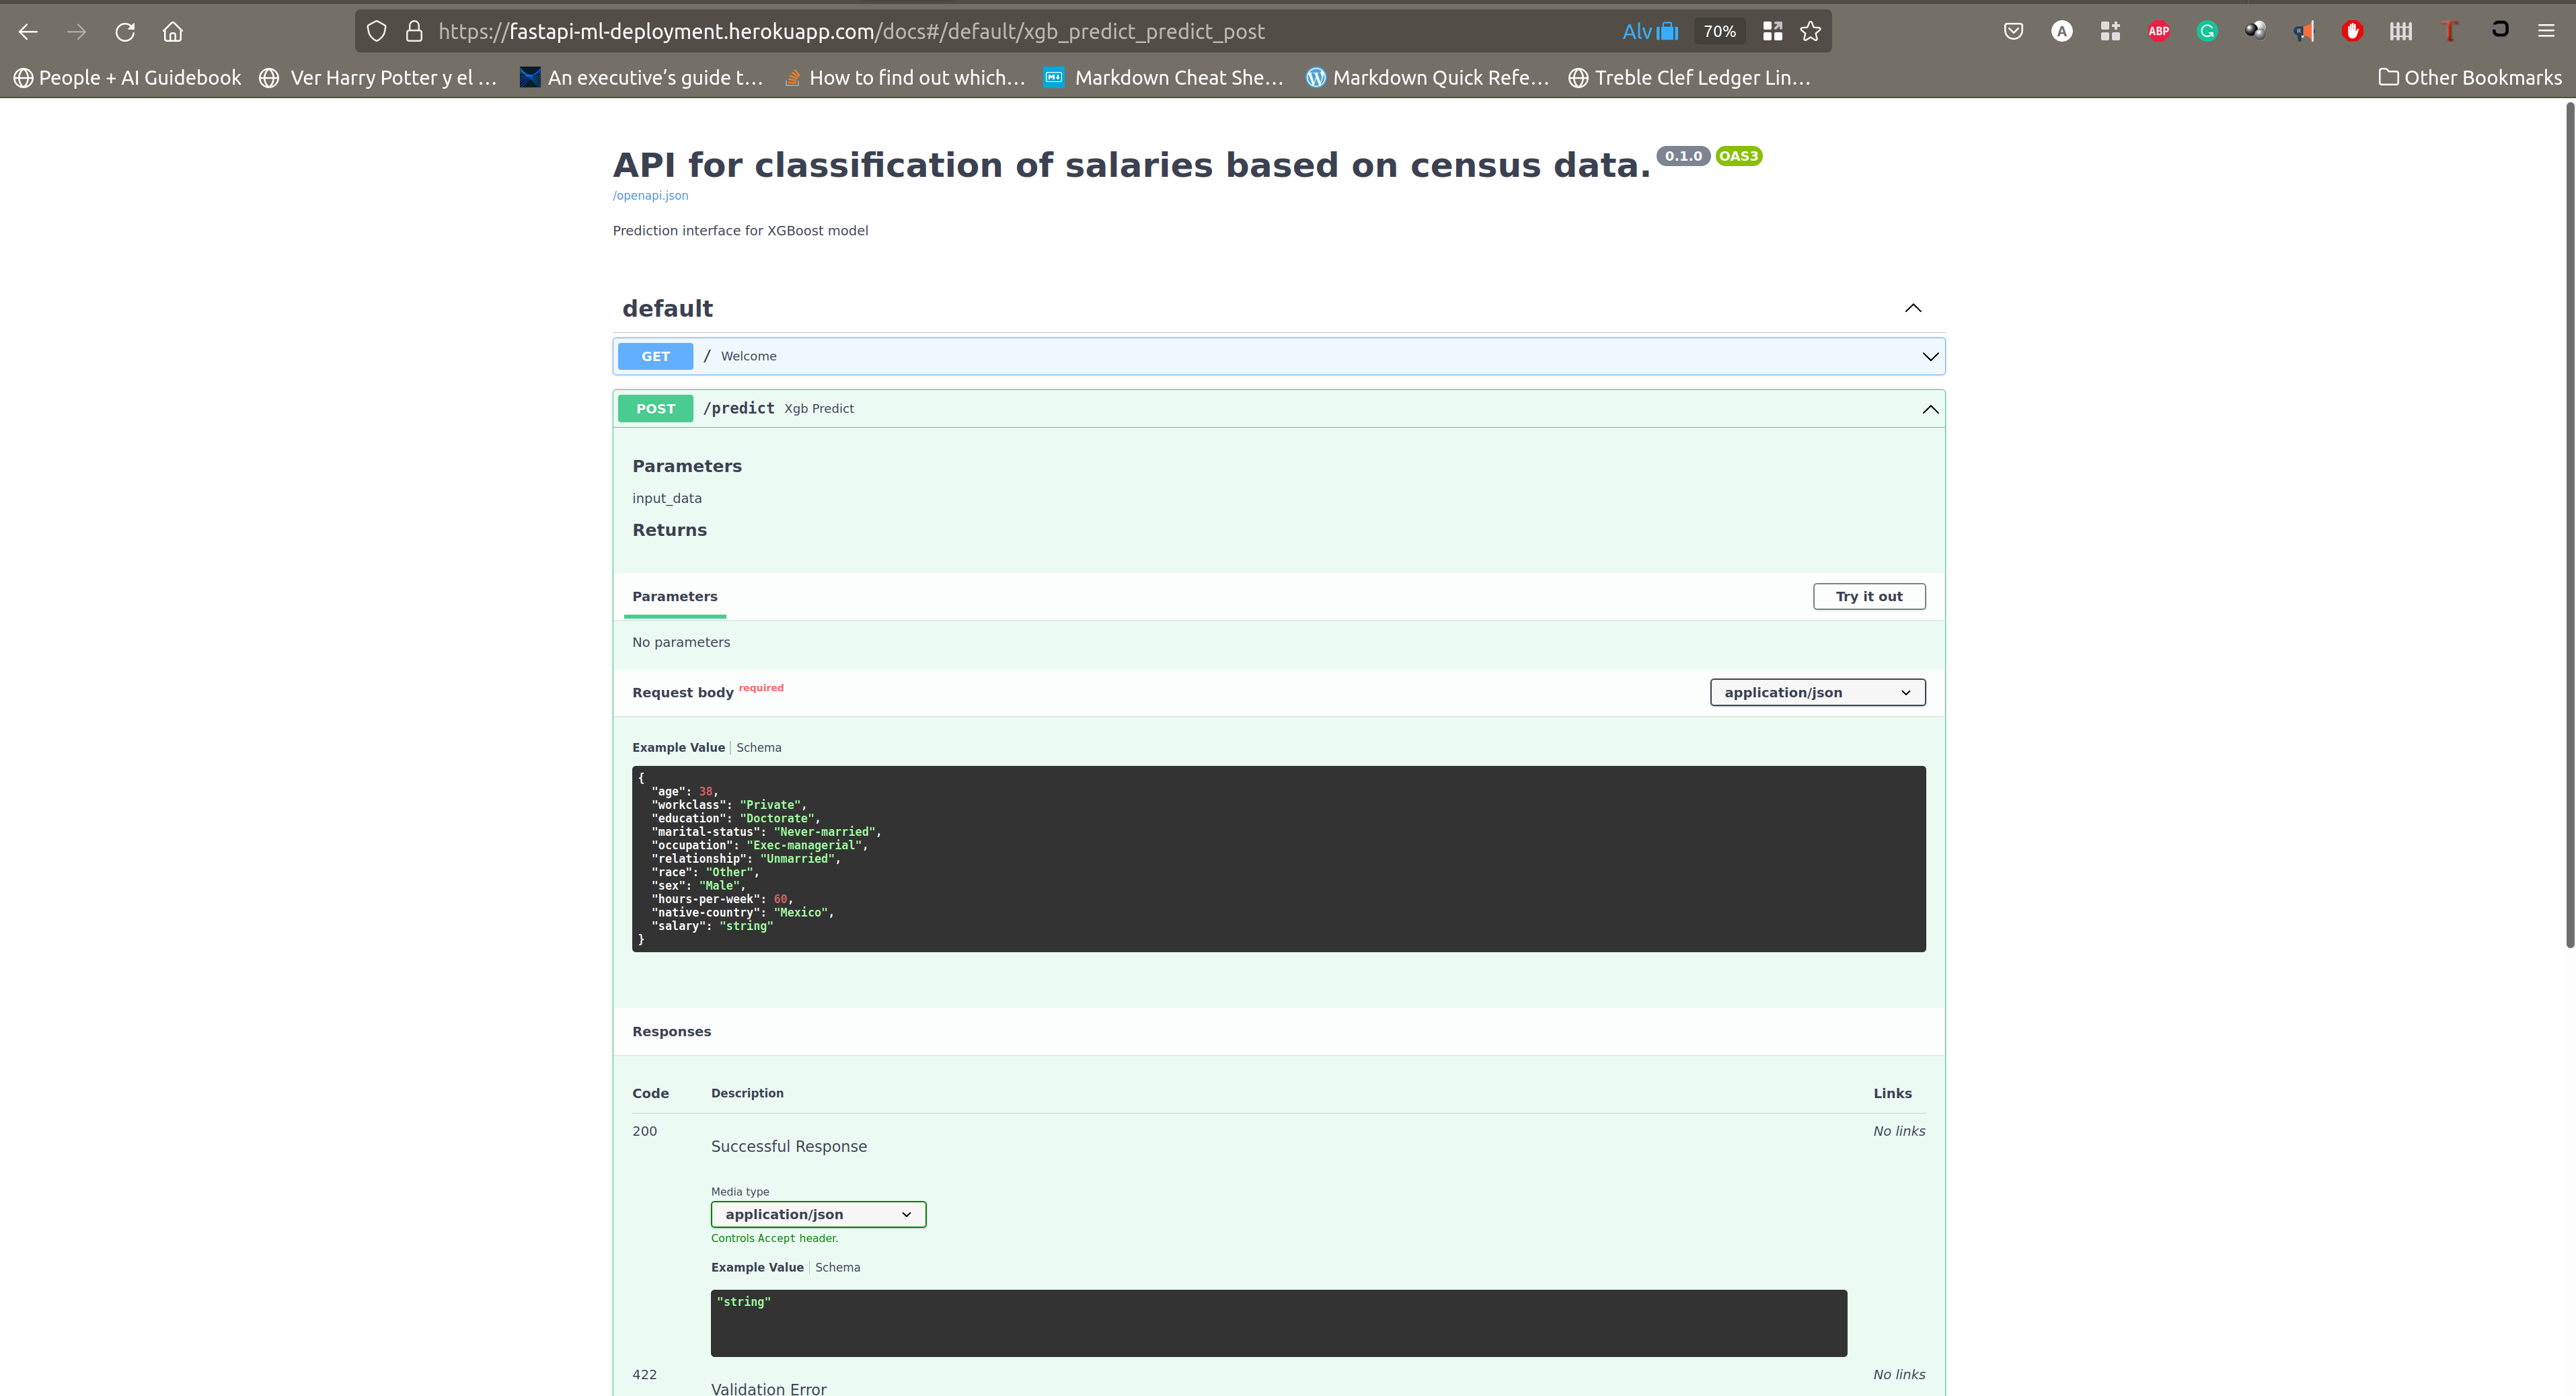 https://fastapi-ml-deployment.herokuapp.com/docs#/default/xgb_predict_predict_post Alv 70% A ABP G
People + AI Guidebook Ver Harry Potter y el … An executive’s guide t… How to find out which… Markdown Cheat She… Markdown Quick Refe… Treble Clef Ledger Lin… Other Bookmarks
API for classification of salaries based on census data. 0.1.0 OAS3
/openapi.json
Prediction interface for XGBoost model
default
GET / Welcome
POST /predict Xgb Predict
Parameters
input_data
Returns
Parameters Try it out
No parameters
Request body required application/json
Example Value | Schema
{
"age": 38,
"workclass": "Private",
"education": "Doctorate",
"marital-status": "Never-married",
"occupation": "Exec-managerial",
"relationship": "Unmarried",
"race": "Other",
"sex": "Male",
"hours-per-week": 60,
"native-country": "Mexico",
"salary": "string"
}
Responses
Code Description Links
200 No links
Successful Response
Media type
application/json
Controls Accept header.
Example Value | Schema
"string"
422 No links
Validation Error